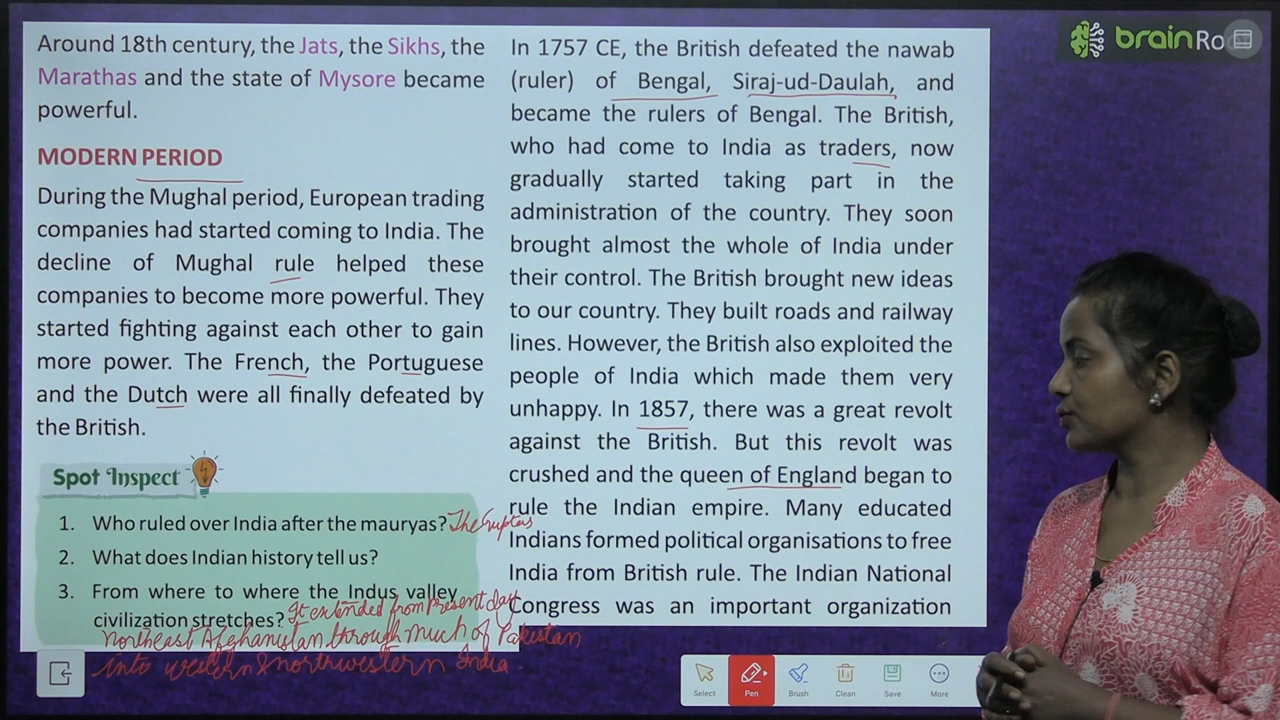 Around 18th century, the Jats, the Sikhs, the
Marathas and the state of Mysore became
powerful.
MODERN PERIOD
During the Mughal period, European trading
companies had started coming to India. The
decline of Mughal rule helped these
companies to become more powerful. They
started fighting against each other to gain
more power. The French, the Portuguese
and the Dutch were all finally defeated by
the British.
Spot Inspect
1. Who ruled over India after the mauryas? The Guptas
2. What does Indian history tell us?
3. From where to where the Indus valley
civilization stretches? It extended from Present day
northeast Afghanistan through much of Pakistan
into western & northwestern India.
In 1757 CE, the British defeated the nawab
(ruler) of Bengal, Siraj-ud-Daulah, and
became the rulers of Bengal. The British,
who had come to India as traders, now
gradually started taking part in the
administration of the country. They soon
brought almost the whole of India under
their control. The British brought new ideas
to our country. They built roads and railway
lines. However, the British also exploited the
people of India which made them very
unhappy. In 1857, there was a great revolt
against the British. But this revolt was
crushed and the queen of England began to
rule the Indian empire. Many educated
Indians formed political organisations to free
India from British rule. The Indian National
Congress was an important organization
brainRo
Select
Pen
Brush
Clean
Save
More